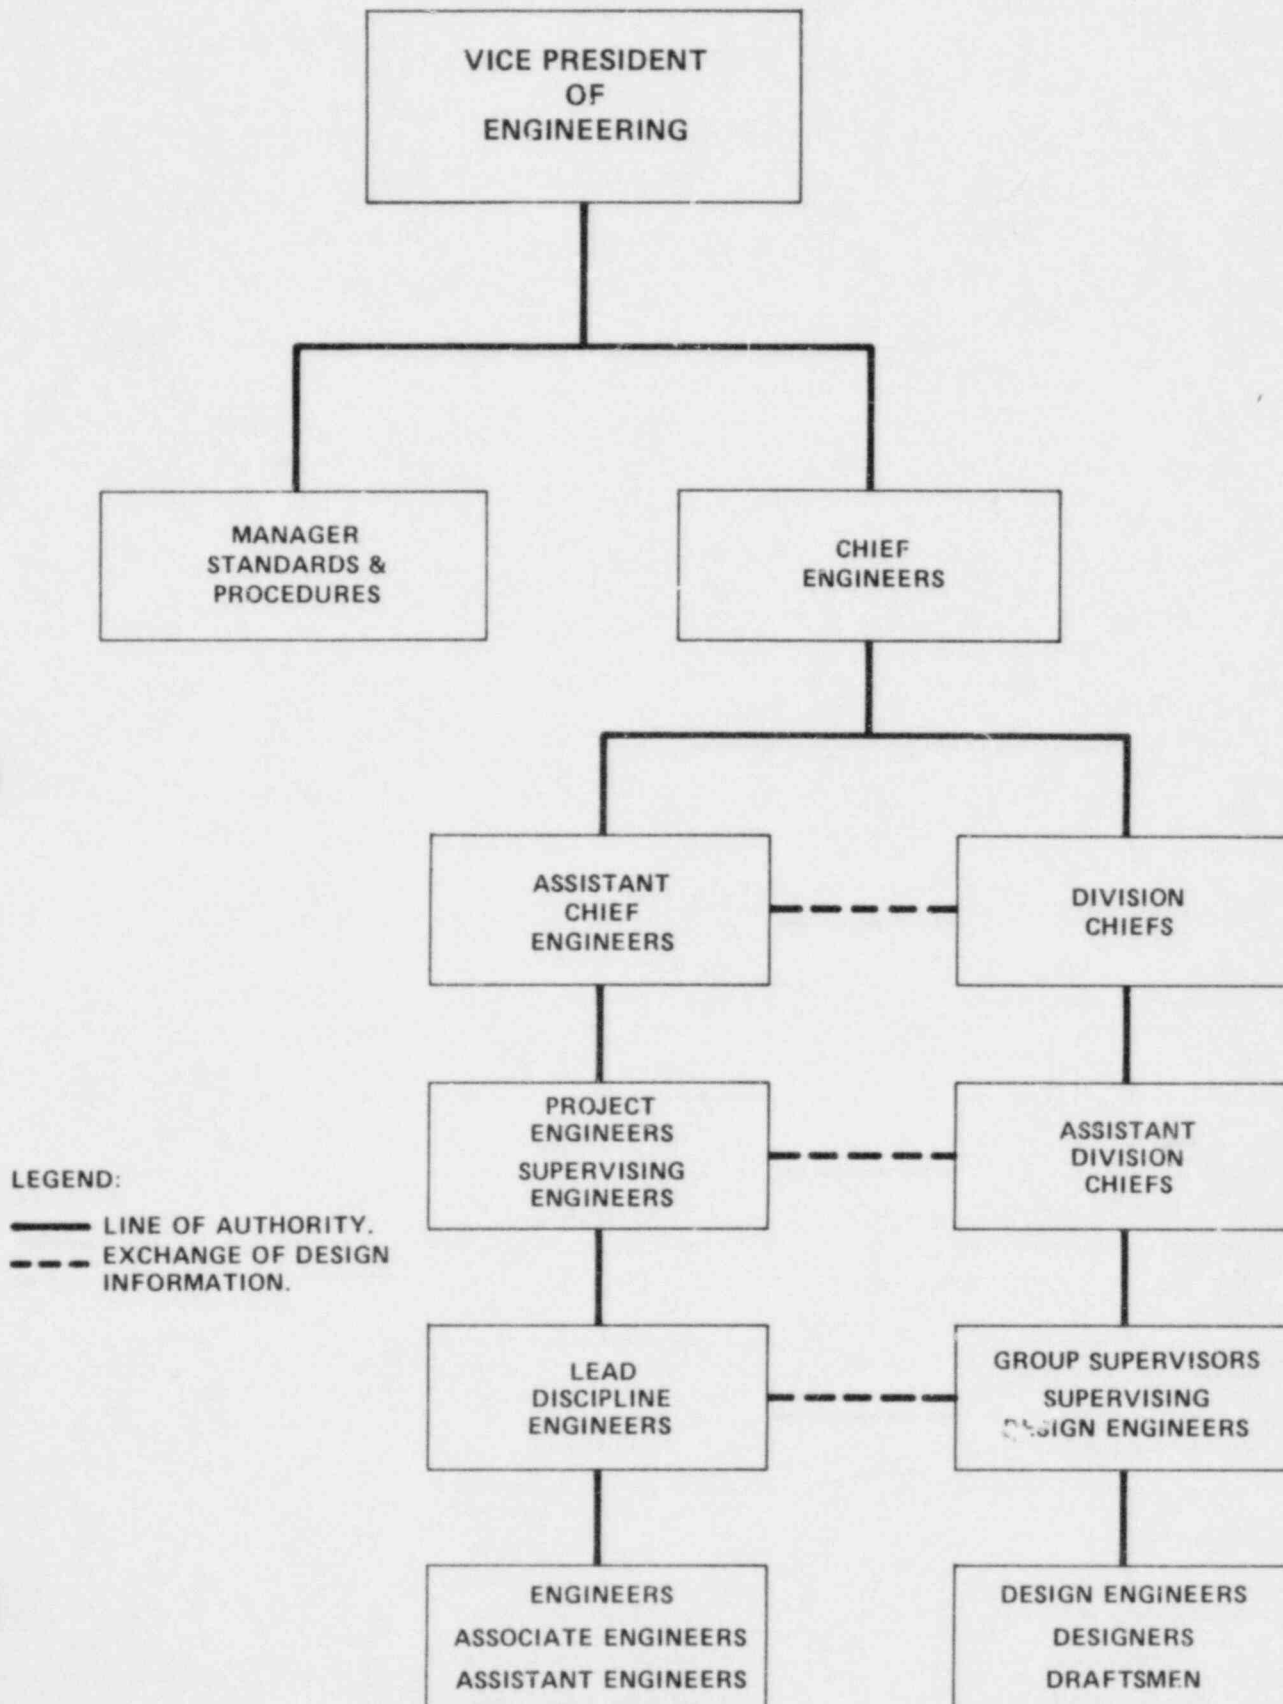 VICE PRESIDENT
OF
ENGINEERING
MANAGER
STANDARDS &
PROCEDURES
CHIEF
ENGINEERS
ASSISTANT
CHIEF
ENGINEERS
DIVISION
CHIEFS
PROJECT
ENGINEERS
SUPERVISING
ENGINEERS
ASSISTANT
DIVISION
CHIEFS
LEGEND:
LINE OF AUTHORITY.
EXCHANGE OF DESIGN
INFORMATION.
LEAD
DISCIPLINE
ENGINEERS
GROUP SUPERVISORS
SUPERVISING
DESIGN ENGINEERS
ENGINEERS
ASSOCIATE ENGINEERS
ASSISTANT ENGINEERS
DESIGN ENGINEERS
DESIGNERS
DRAFTSMEN